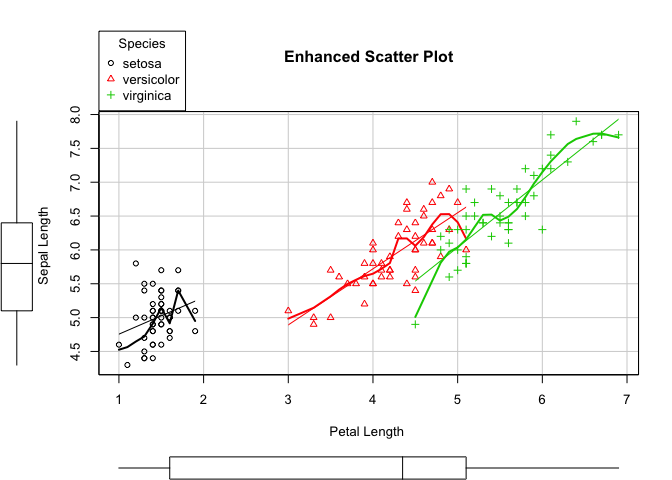 Species
setosa
versicolor
virginica
Enhanced Scatter Plot
8.0
7.5
7.0
6.5
6.0
5.5
5.0
4.5
Sepal Length
1 2 3 4 5 6 7
Petal Length